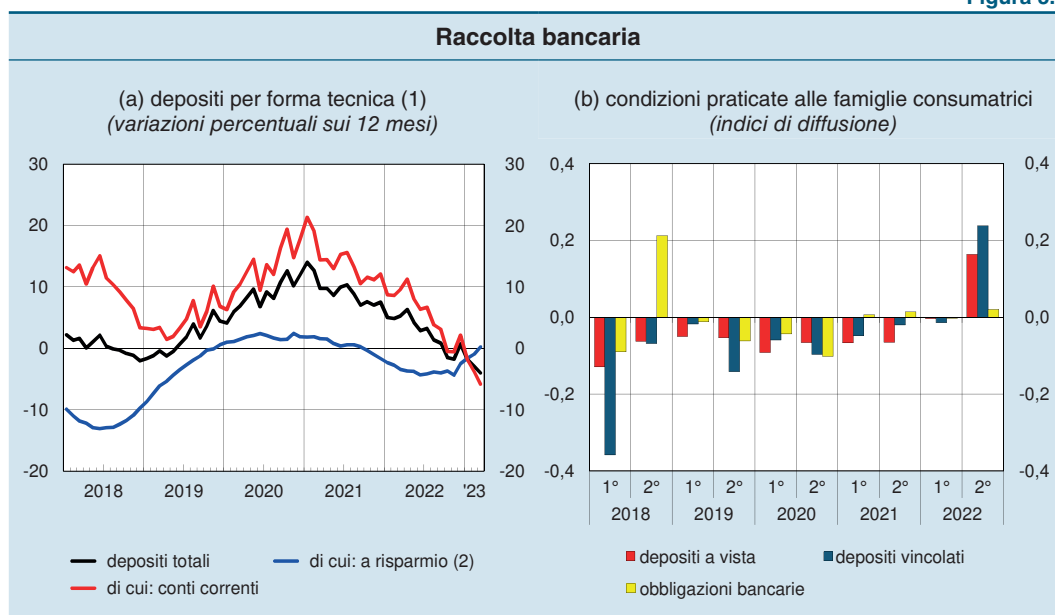 Figura 5.
Raccolta bancaria
(a) depositi per forma tecnica (1)
(variazioni percentuali sui 12 mesi)
30 30
20 20
10 10
0 0
-10 -10
-20 -20
2018 2019 2020 2021 2022 '23
depositi totali
di cui: a risparmio (2)
di cui: conti correnti
(b) condizioni praticate alle famiglie consumatrici
(indici di diffusione)
0,4 0,4
0,2 0,2
0,0 0,0
-0,2 -0,2
-0,4 -0,4
1° 2° 1° 2° 1° 2° 1° 2° 1° 2°
2018 2019 2020 2021 2022
depositi a vista
depositi vincolati
obbligazioni bancarie